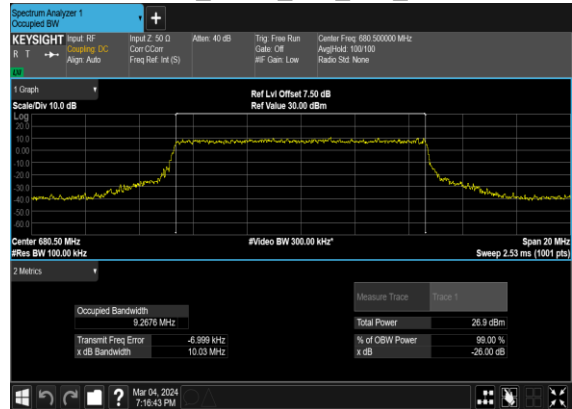 Spectrum Analyzer 1
Occupied BW
KEYSIGHT
R T
LW
Input: RF
Coupling: DC
Align: Auto
Input Z: 50 Ω
Corr CCorr
Freq Ref: Int (S)
Atten: 40 dB
Trig: Free Run
Gate: Off
#IF Gain: Low
Center Freq: 680.500000 MHz
Avg|Hold: 100/100
Radio Std: None
1 Graph
Scale/Div 10.0 dB
Ref Lvl Offset 7.50 dB
Ref Value 30.00 dBm
Log
20.0
10.0
0.00
-10.0
-20.0
-30.0
-40.0
-50.0
-60.0
Center 680.50 MHz
#Res BW 100.00 kHz
#Video BW 300.00 kHz*
Span 20 MHz
Sweep 2.53 ms (1001 pts)
2 Metrics
Measure Trace Trace 1
Occupied Bandwidth
9.2676 MHz
Total Power 26.9 dBm
Transmit Freq Error -6.999 kHz
% of OBW Power 99.00 %
x dB Bandwidth 10.03 MHz
x dB -26.00 dB
Mar 04, 2024
7:16:43 PM